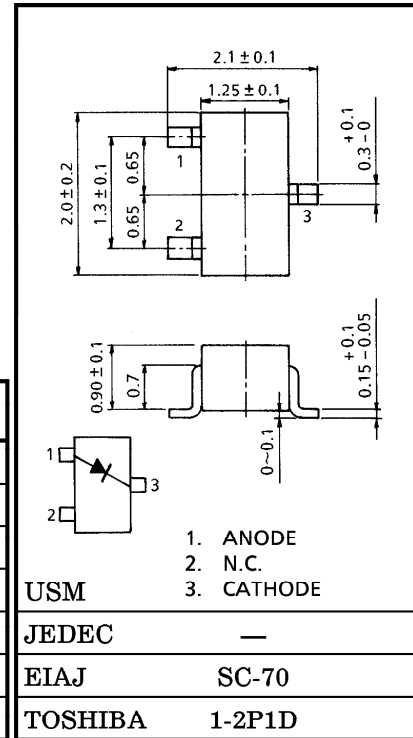 2.1 ± 0.1
1.25 ± 0.1
2.0 ± 0.2
1.3 ± 0.1
0.65
0.65
1
2
3
+0.1
0.3 - 0
0.90 ± 0.1
0.7
0~0.1
+0.1
0.15 - 0.05
1
2
3
1. ANODE
2. N.C.
3. CATHODE
USM
JEDEC —
EIAJ SC-70
TOSHIBA 1-2P1D